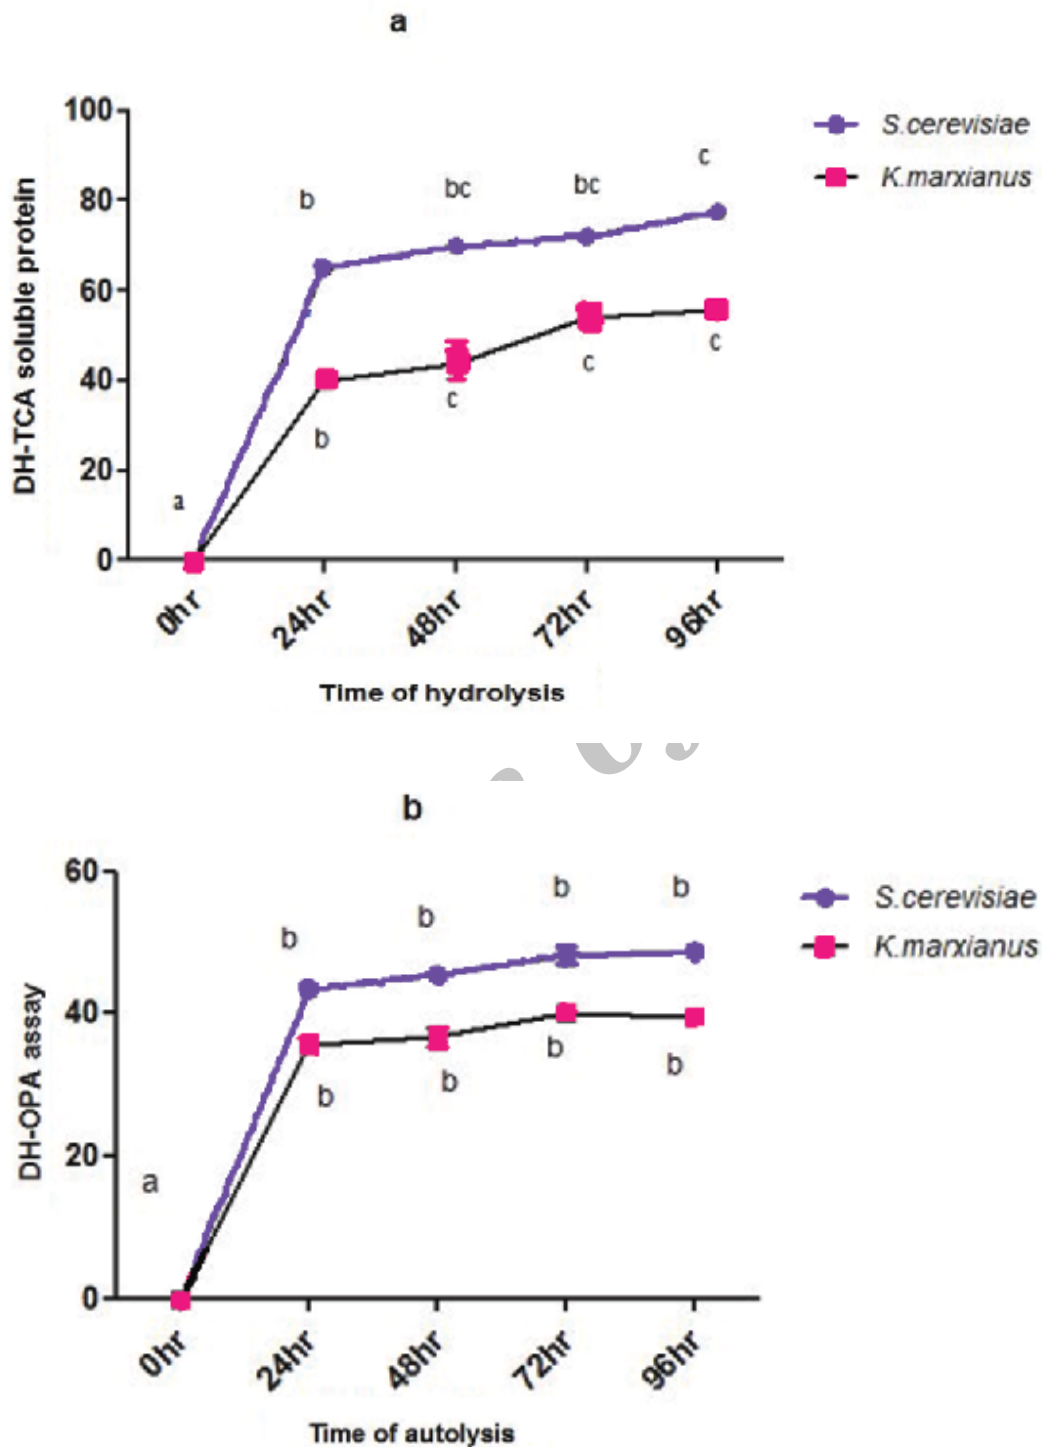 a
100
80
60
40
20
0
DH-TCA soluble protein
S.cerevisiae
K.marxianus
a
b
bc
bc
c
b
c
c
c
0hr
24hr
48hr
72hr
96hr
Time of hydrolysis
b
60
40
20
0
DH-OPA assay
S.cerevisiae
K.marxianus
a
b
b
b
b
b
b
b
b
0hr
24hr
48hr
72hr
96hr
Time of autolysis